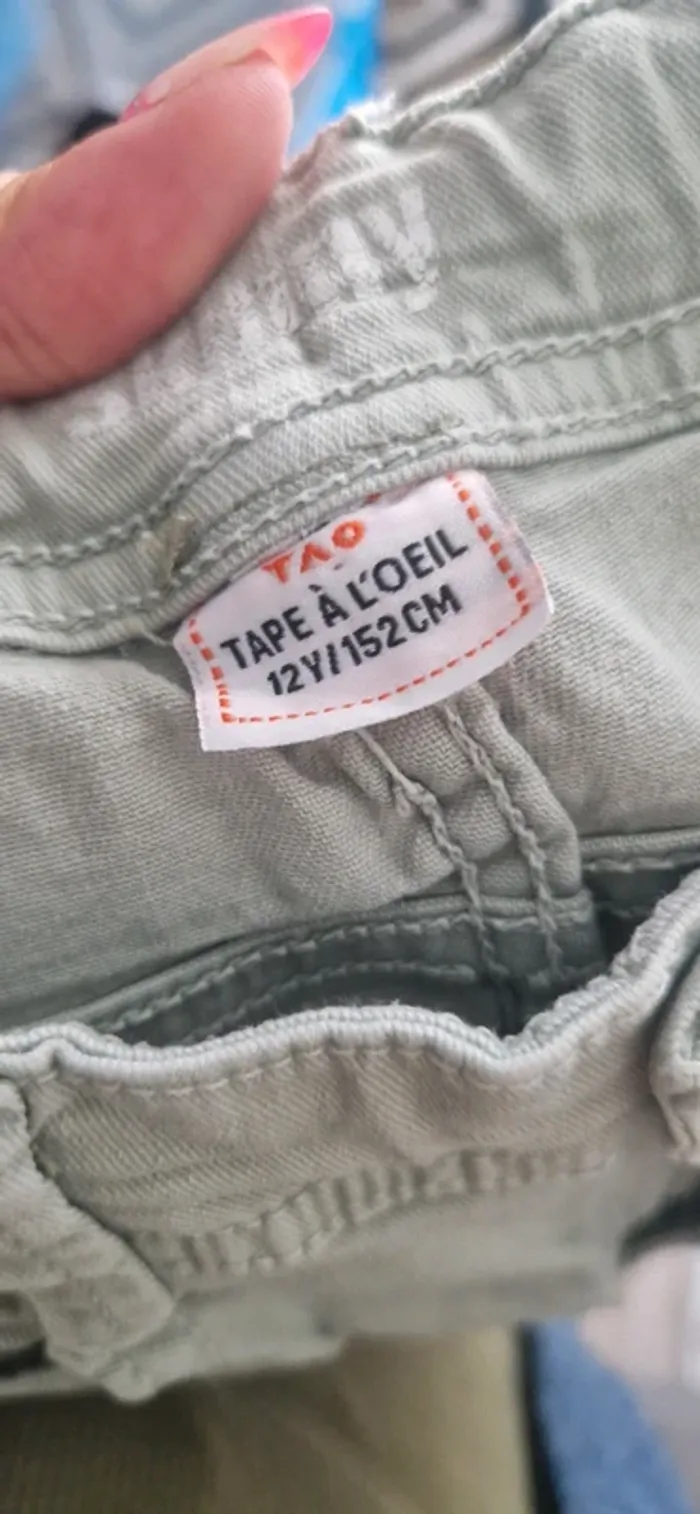 TAO
TAPE À L'OEIL
12Y/152CM